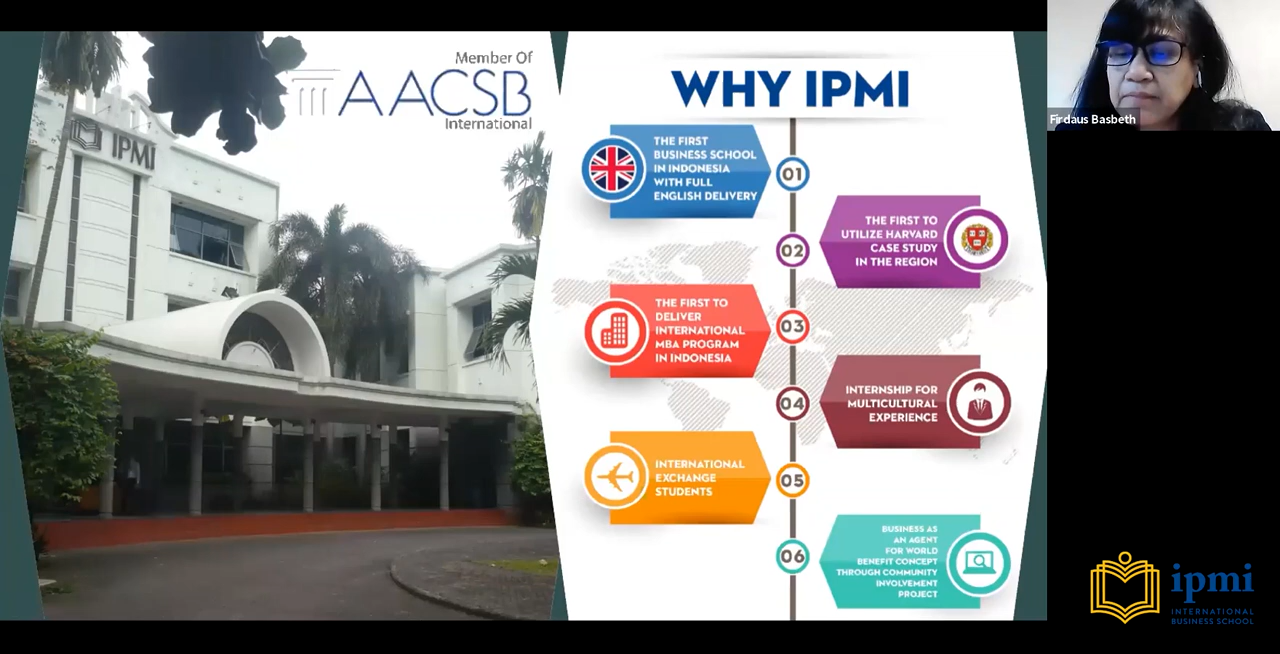 Member Of
AACSB
International
IPMI
WHY IPMI
THE FIRST
BUSINESS SCHOOL
IN INDONESIA
WITH FULL
ENGLISH DELIVERY
01
02
THE FIRST TO
UTILIZE HARVARD
CASE STUDY
IN THE REGION
THE FIRST TO
DELIVER
INTERNATIONAL
MBA PROGRAM
IN INDONESIA
03
04
INTERNSHIP FOR
MULTICULTURAL
EXPERIENCE
INTERNATIONAL
EXCHANGE
STUDENTS
05
06
BUSINESS AS
AN AGENT
FOR WORLD
BENEFIT CONCEPT
THROUGH COMMUNITY
INVOLVEMENT
PROJECT
Firdaus Basbeth
ipmi
INTERNATIONAL
BUSINESS SCHOOL